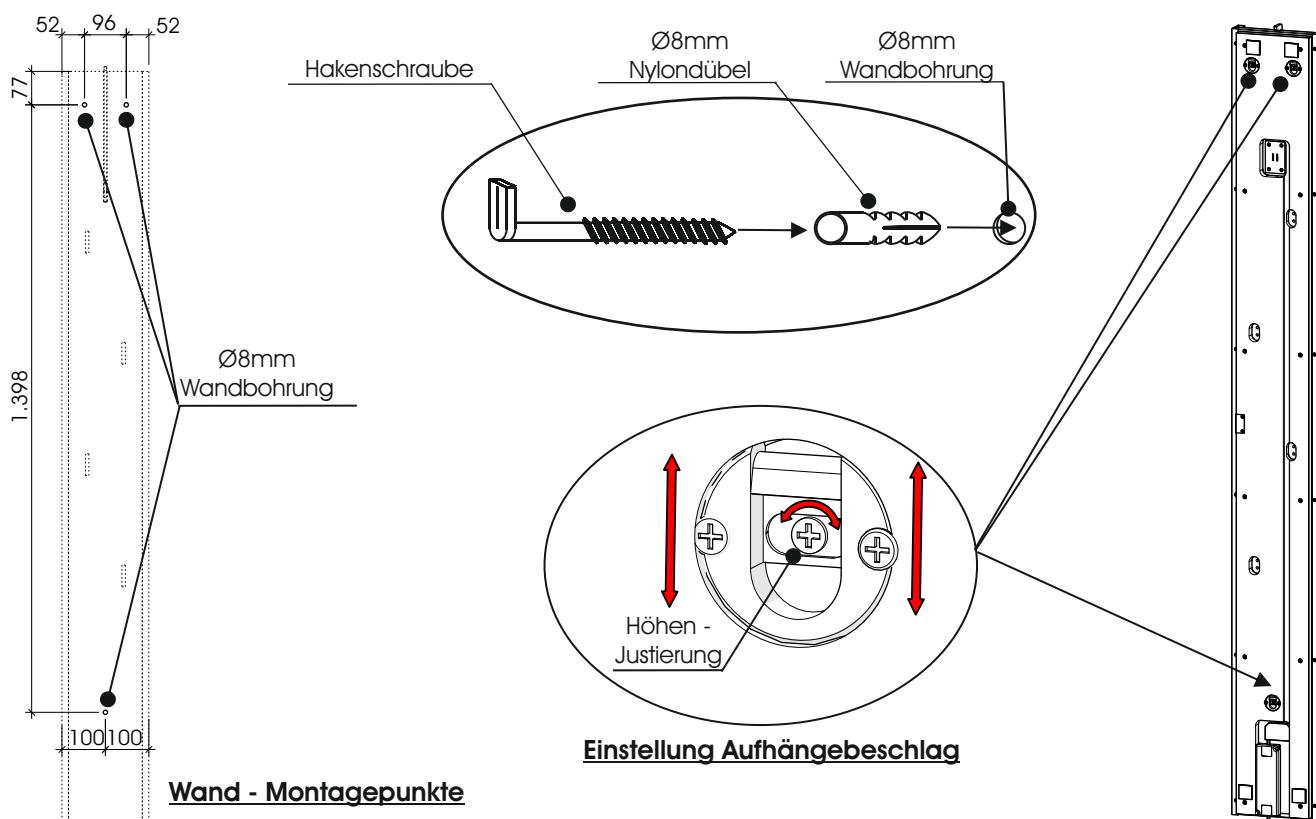 52 96 52
77
1.398
Ø8mm
Wandbohrung
100 100
Wand - Montagepunkte
Hakenschraube
Ø8mm
Nylondübel
Ø8mm
Wandbohrung
Höhen -
Justierung
Einstellung Aufhängebeschlag